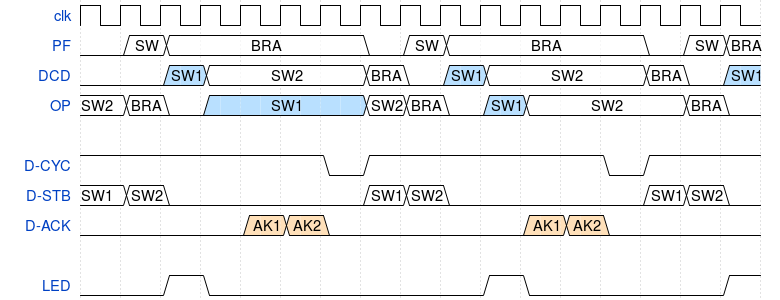 clk
PF SW BRA SW BRA SW BRA
DCD SW1 SW2 BRA SW1 SW2 BRA SW1
OP SW2 BRA SW1 SW2 BRA SW1 SW2 BRA
D-CYC
D-STB SW1 SW2 SW1 SW2 SW1 SW2
D-ACK AK1 AK2 AK1 AK2
LED